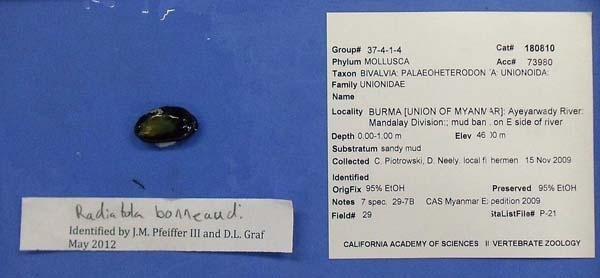 Radiatula bonneaudi.
Identified by J.M. Pfeiffer III and D.L. Graf
May 2012
Group# 37-4-1-4 Cat# 180810
Phylum MOLLUSCA Acc# 73980
Taxon BIVALVIA: PALAEOHETERODON 'A: UNIONOIDA:
Family UNIONIDAE
Name
Locality BURMA [UNION OF MYANMAR]: Ayeyarwady River:
Mandalay Division:; mud ban . on E side of river
Depth 0.00-1.00 m Elev 46 )0 m
Substratum sandy mud
Collected C. Piotrowski, D. Neely. local fi hermen 15 Nov 2009
Identified
OrigFix 95% EtOH Preserved 95% EtOH
Notes 7 spec. 29-7B CAS Myanmar E: pedition 2009
Field# 29 StaListFile# P-21
CALIFORNIA ACADEMY OF SCIENCES II VERTEBRATE ZOOLOGY